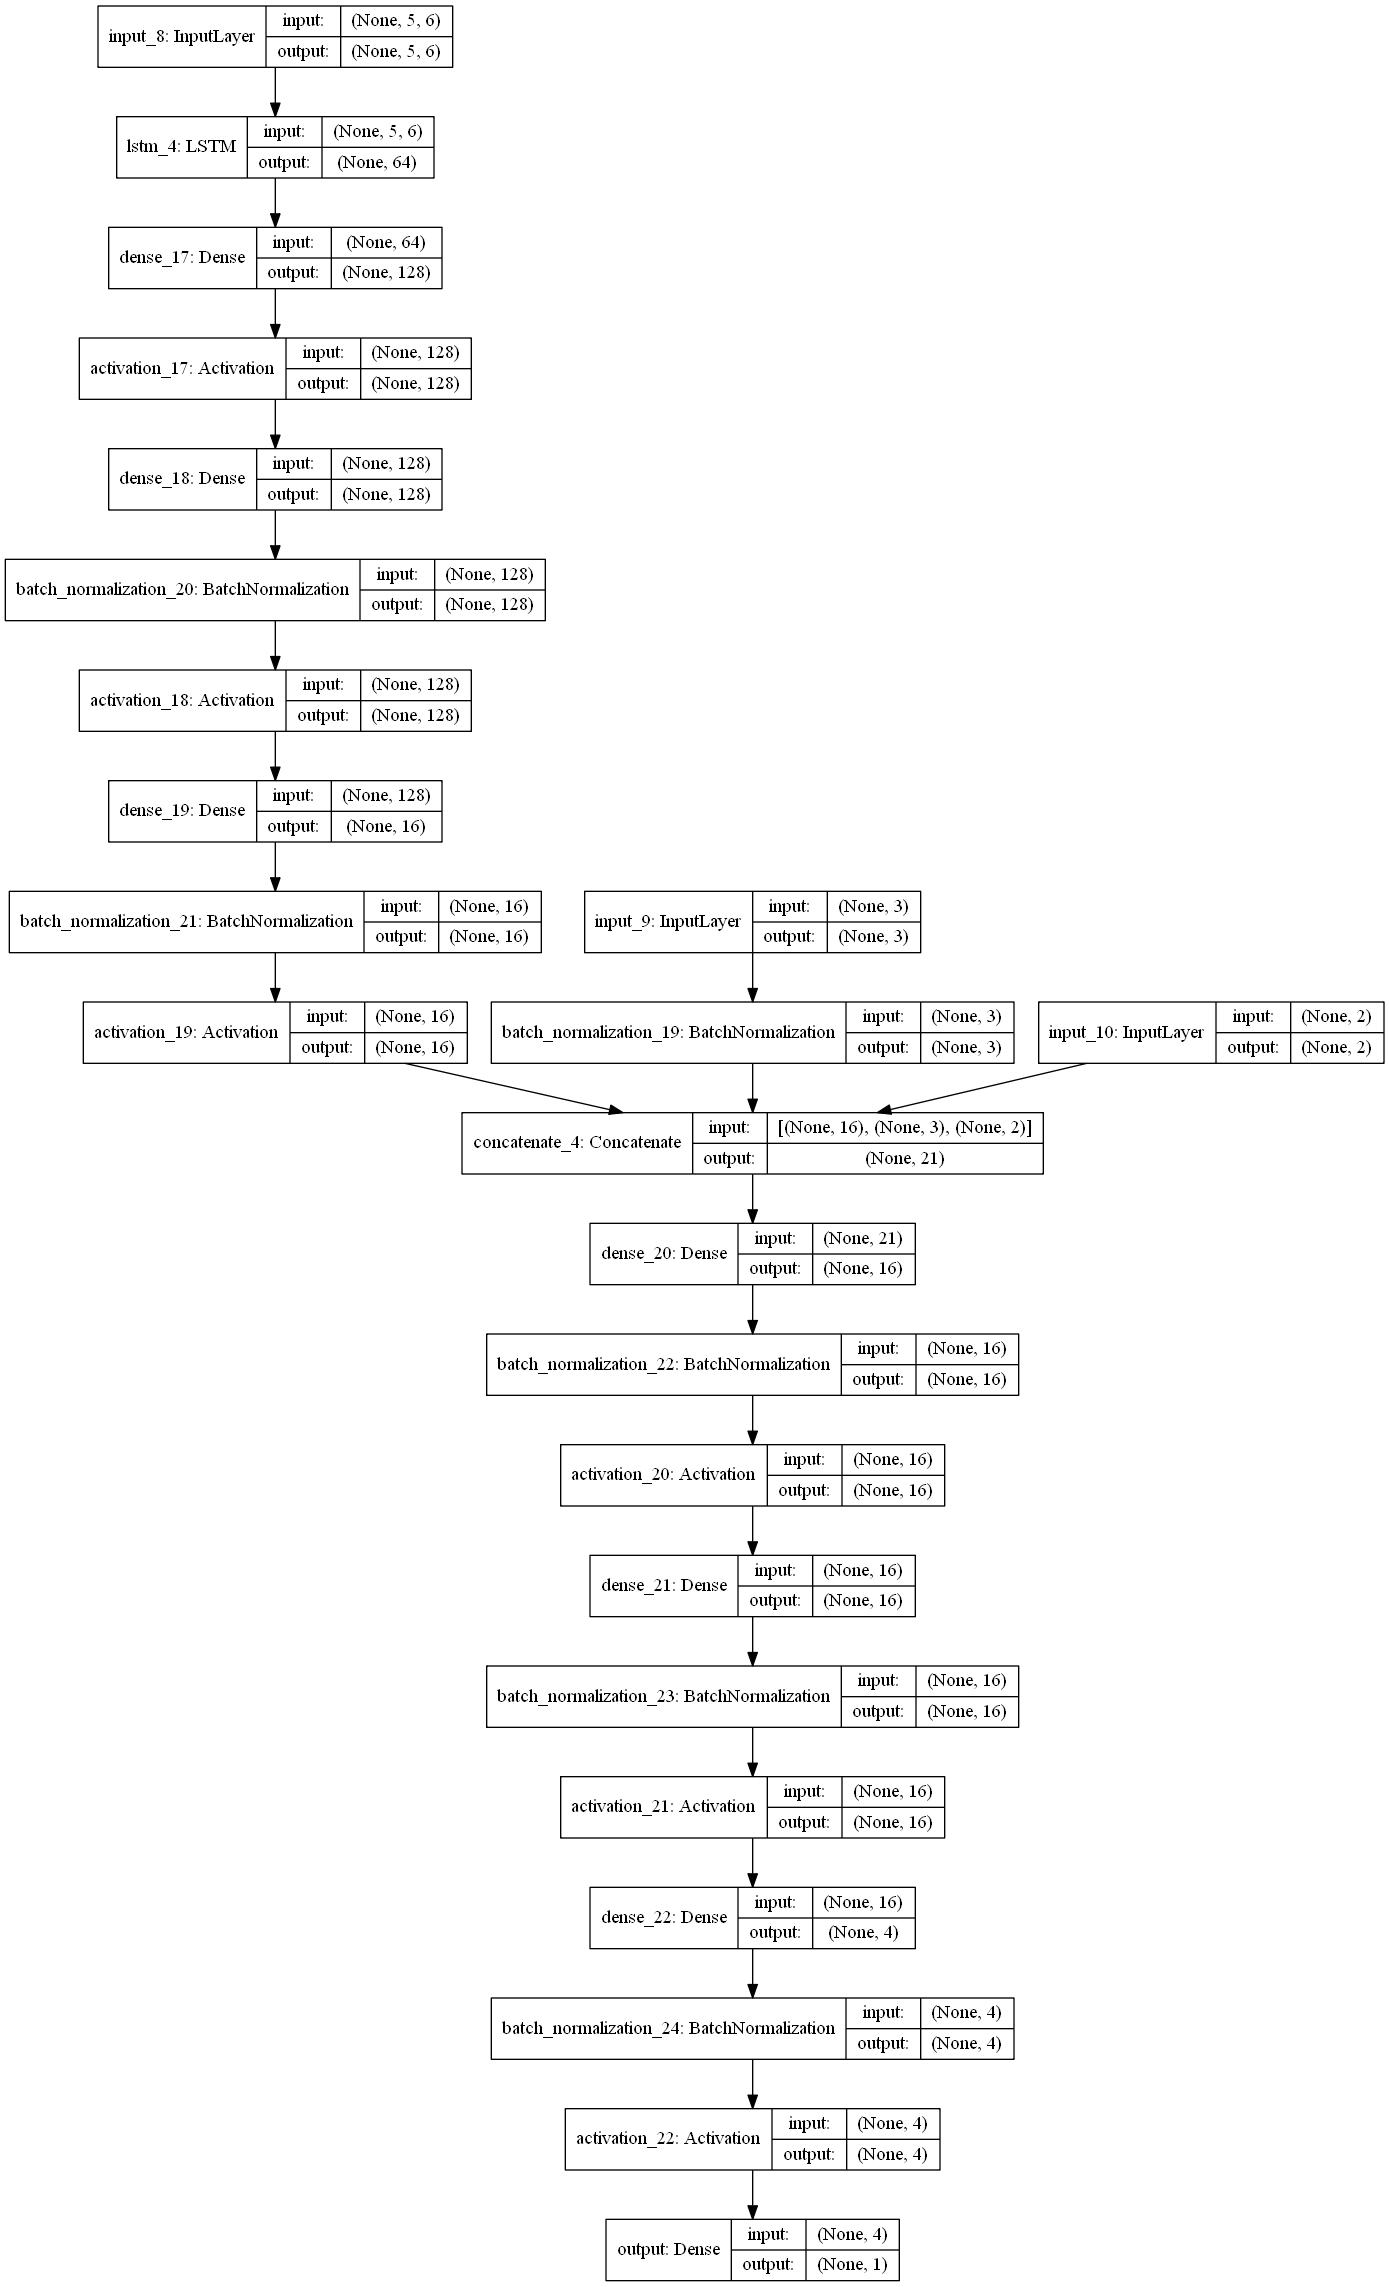 input_8: InputLayer
input:
(None, 5, 6)
output:
(None, 5, 6)
lstm_4: LSTM
input:
(None, 5, 6)
output:
(None, 64)
dense_17: Dense
input:
(None, 64)
output:
(None, 128)
activation_17: Activation
input:
(None, 128)
output:
(None, 128)
dense_18: Dense
input:
(None, 128)
output:
(None, 128)
batch_normalization_20: BatchNormalization
input:
(None, 128)
output:
(None, 128)
activation_18: Activation
input:
(None, 128)
output:
(None, 128)
dense_19: Dense
input:
(None, 128)
output:
(None, 16)
batch_normalization_21: BatchNormalization
input:
(None, 16)
output:
(None, 16)
input_9: InputLayer
input:
(None, 3)
output:
(None, 3)
activation_19: Activation
input:
(None, 16)
output:
(None, 16)
batch_normalization_19: BatchNormalization
input:
(None, 3)
output:
(None, 3)
input_10: InputLayer
input:
(None, 2)
output:
(None, 2)
concatenate_4: Concatenate
input:
[(None, 16), (None, 3), (None, 2)]
output:
(None, 21)
dense_20: Dense
input:
(None, 21)
output:
(None, 16)
batch_normalization_22: BatchNormalization
input:
(None, 16)
output:
(None, 16)
activation_20: Activation
input:
(None, 16)
output:
(None, 16)
dense_21: Dense
input:
(None, 16)
output:
(None, 16)
batch_normalization_23: BatchNormalization
input:
(None, 16)
output:
(None, 16)
activation_21: Activation
input:
(None, 16)
output:
(None, 16)
dense_22: Dense
input:
(None, 16)
output:
(None, 4)
batch_normalization_24: BatchNormalization
input:
(None, 4)
output:
(None, 4)
activation_22: Activation
input:
(None, 4)
output:
(None, 4)
output: Dense
input:
(None, 4)
output:
(None, 1)